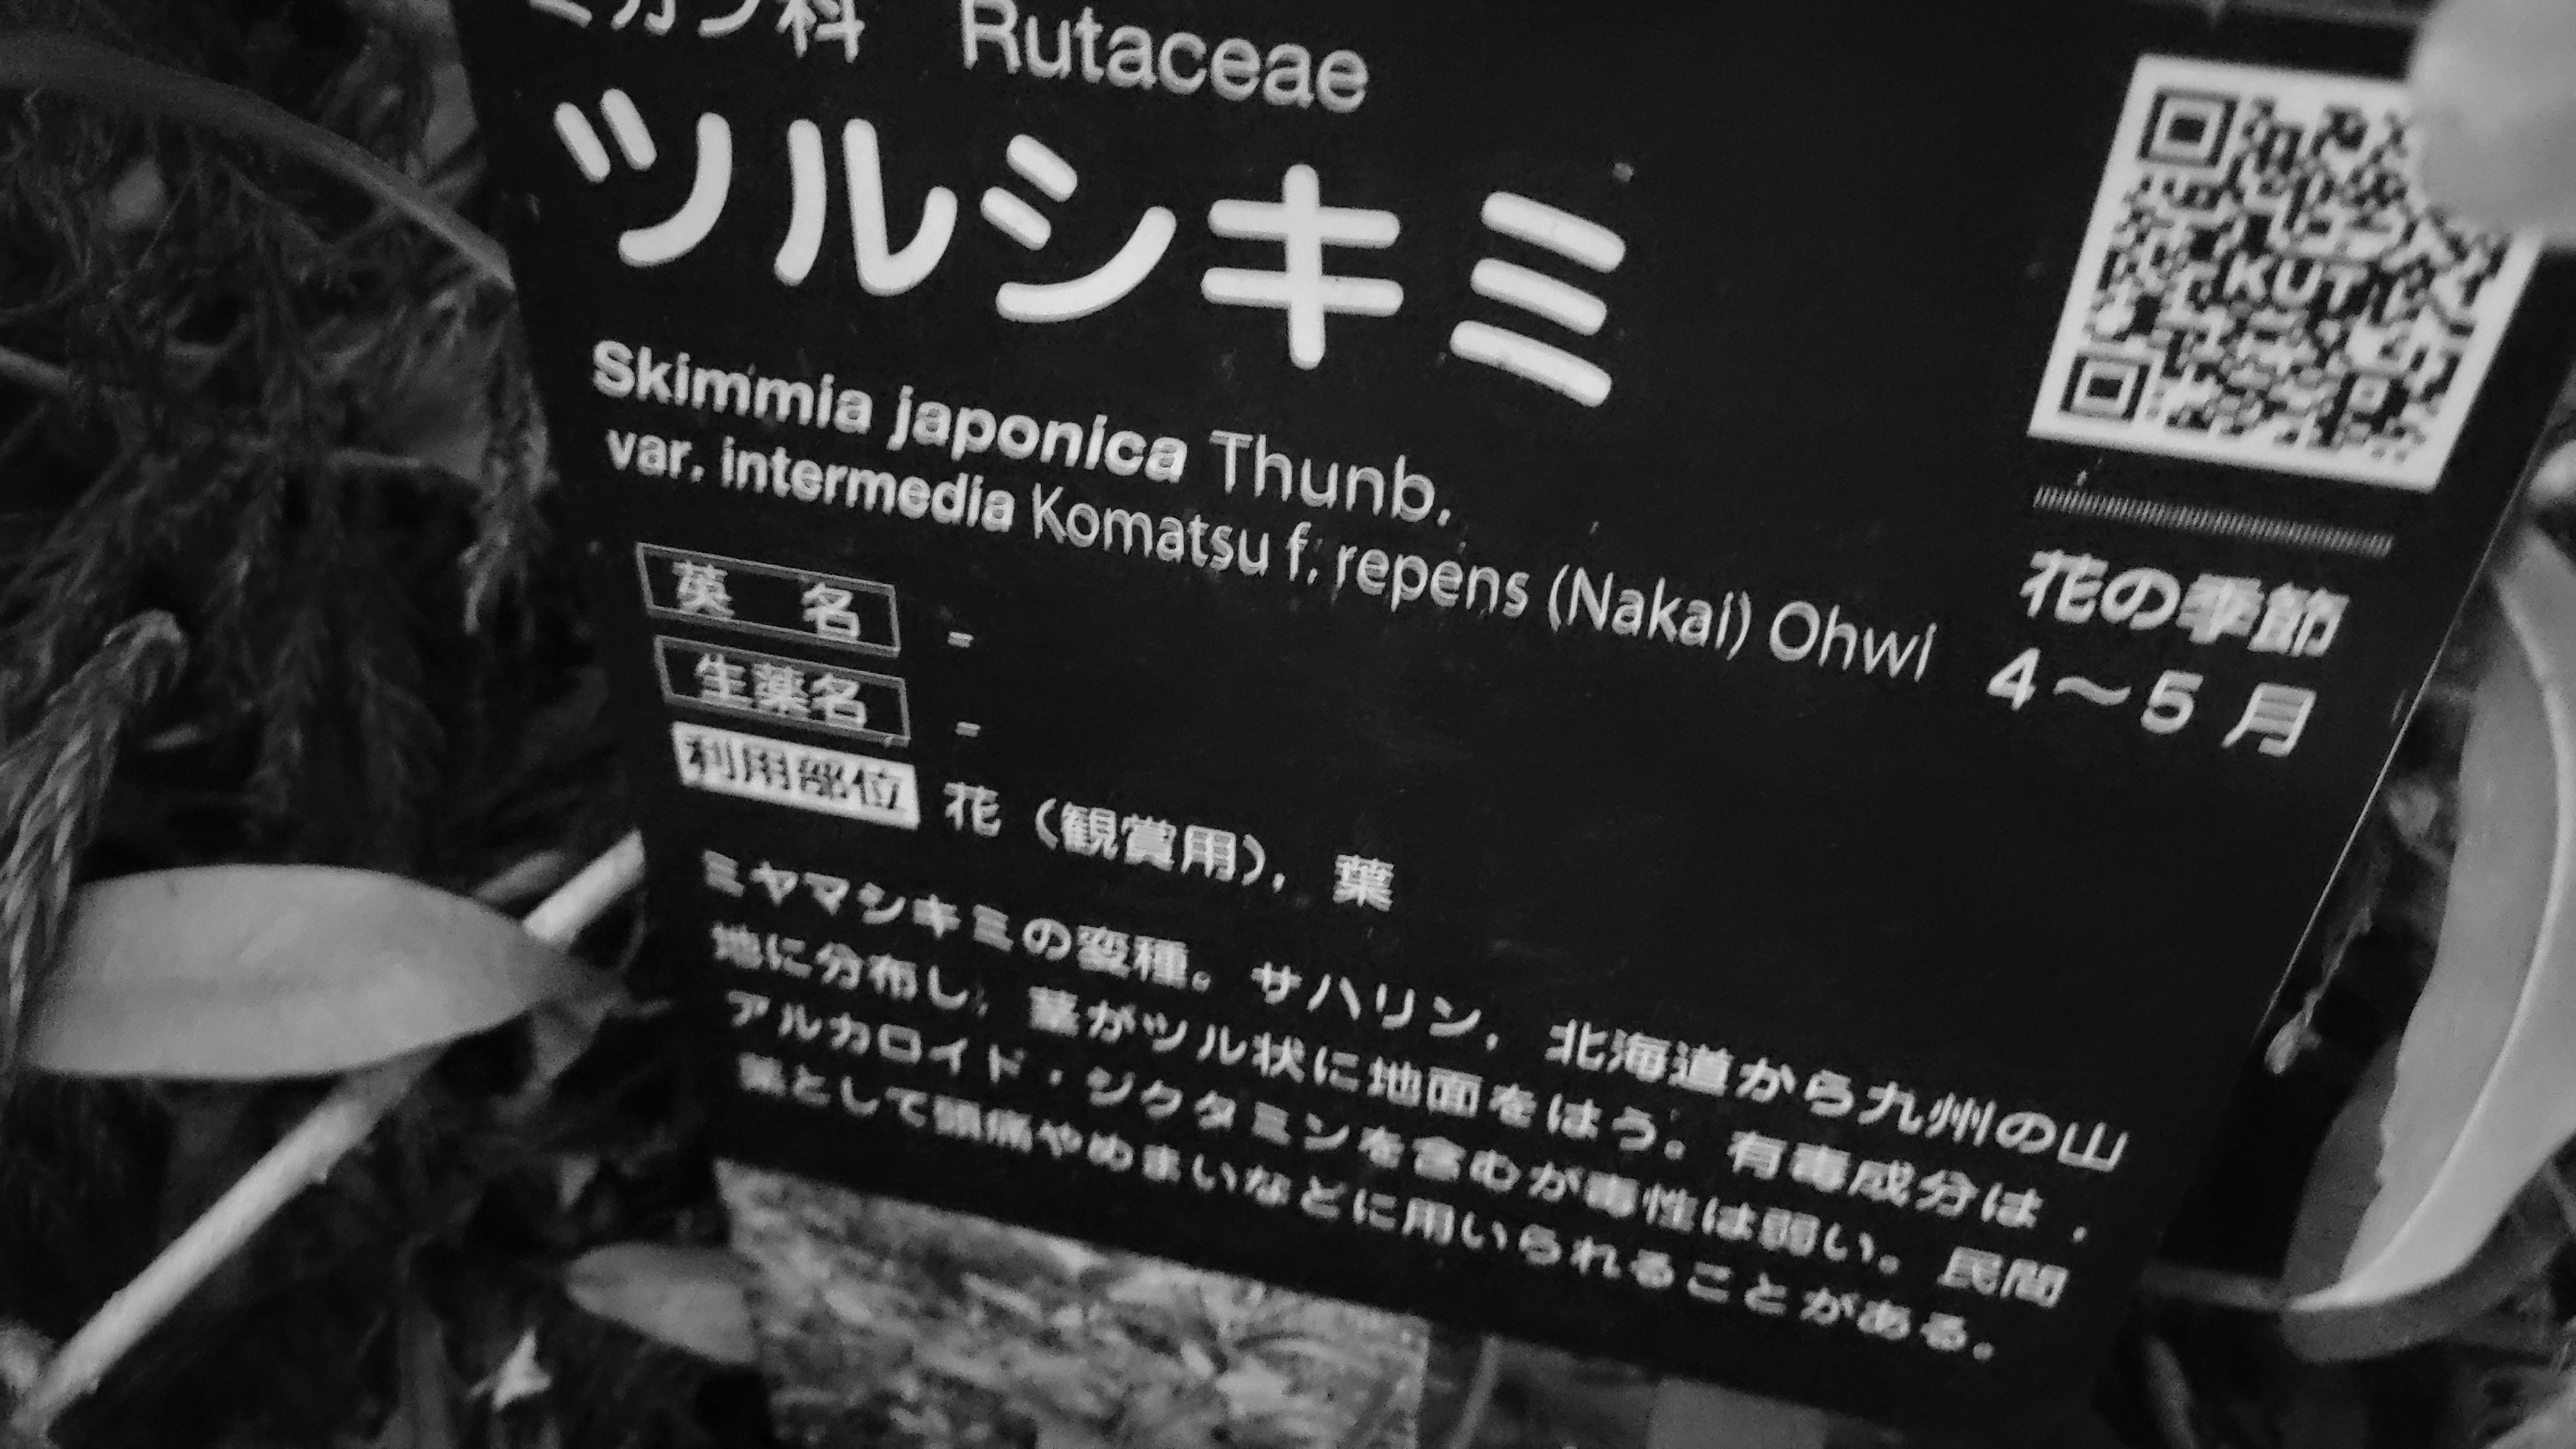 ミカン科 Rutaceae
ツルシキミ
Skimmia japonica Thunb.
var. intermedia Komatsu f. repens (Nakai) Ohwi
英 名 -
生薬名 -
利用部位 花（観賞用）, 葉
ミヤマシキミの変種。サハリン, 北海道から九州の山
地に分布し, 茎がツル状に地面をはう。有毒成分は,
アルカロイド・ジクタミンを含むが毒性は弱い。民間
薬として頭痛やめまいなどに用いられることがある。
KUT
花の季節
4～5 月